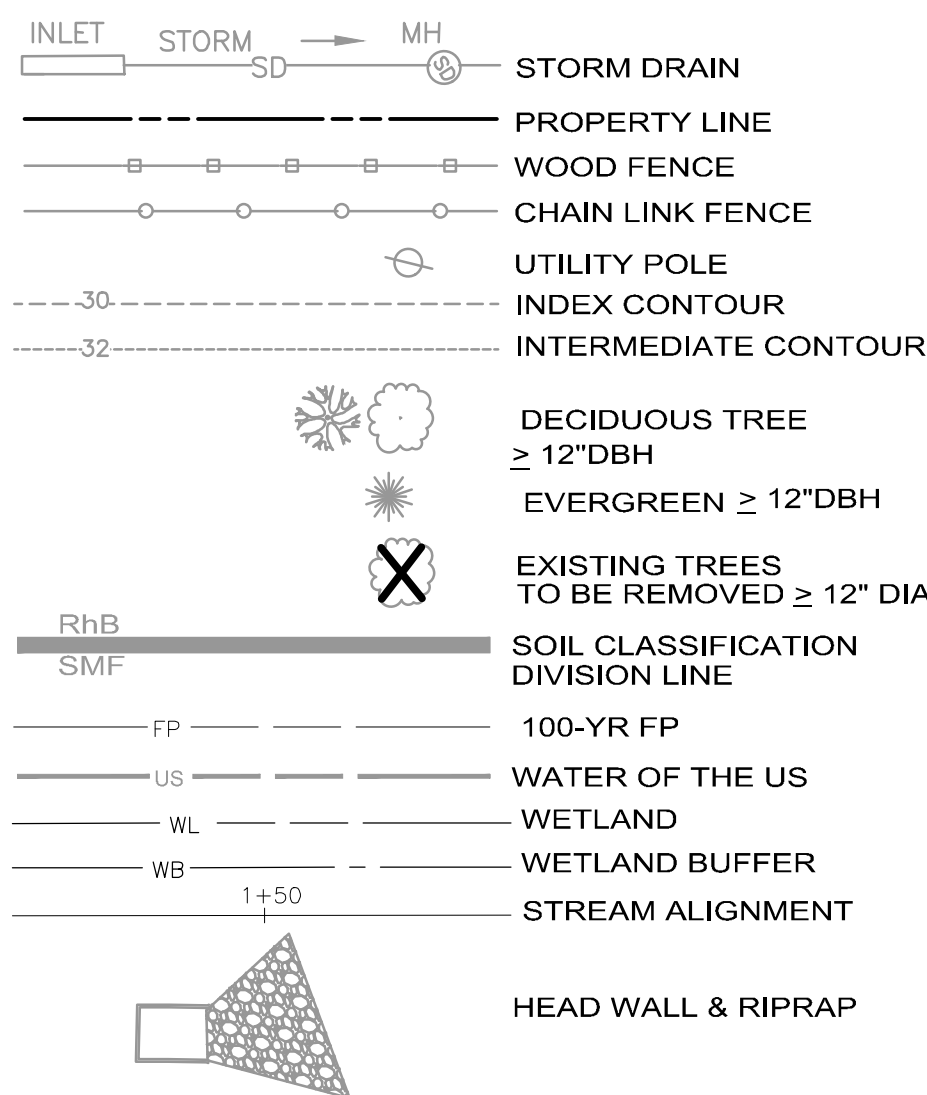 INLET STORM MH
SD SD STORM DRAIN
PROPERTY LINE
WOOD FENCE
CHAIN LINK FENCE
UTILITY POLE
30 INDEX CONTOUR
32 INTERMEDIATE CONTOUR
DECIDUOUS TREE
≥ 12"DBH
EVERGREEN ≥ 12"DBH
EXISTING TREES
TO BE REMOVED ≥ 12" DIA
RhB
SMF
SOIL CLASSIFICATION
DIVISION LINE
FP 100-YR FP
US WATER OF THE US
WL WETLAND
WB WETLAND BUFFER
1+50
STREAM ALIGNMENT
HEAD WALL & RIPRAP